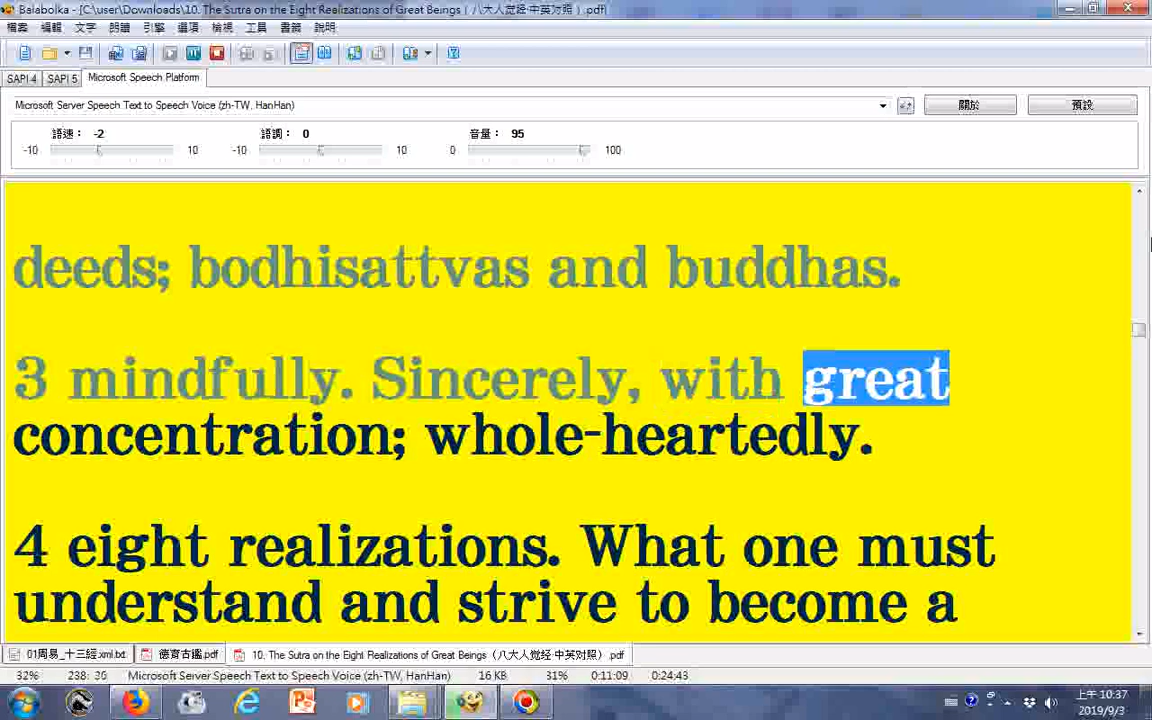 Balabolka - [C:\user\Downloads\10. The Sutra on the Eight Realizations of Great Beings（八大人觉经·中英对照）.pdf]
檔案 編輯 文字 朗讀 引擎 選項 檢視 工具 書籤 說明
SAPI 4 SAPI 5 Microsoft Speech Platform
Microsoft Server Speech Text to Speech Voice (zh-TW, HanHan) 關於 預設
語速： -2 語調： 0 音量： 95
-10 10 -10 10 0 100
deeds; bodhisattvas and buddhas.
3 mindfully. Sincerely, with great
concentration; whole-heartedly.
4 eight realizations. What one must
understand and strive to become a
01周易_十三經.xml.txt 德育古鑑.pdf 10. The Sutra on the Eight Realizations of Great Beings（八大人觉经·中英对照）.pdf
32% 238: 35 Microsoft Server Speech Text to Speech Voice (zh-TW, HanHan) 16 KB 31% 0:11:09 0:24:43
上午 10:37
2019/9/3